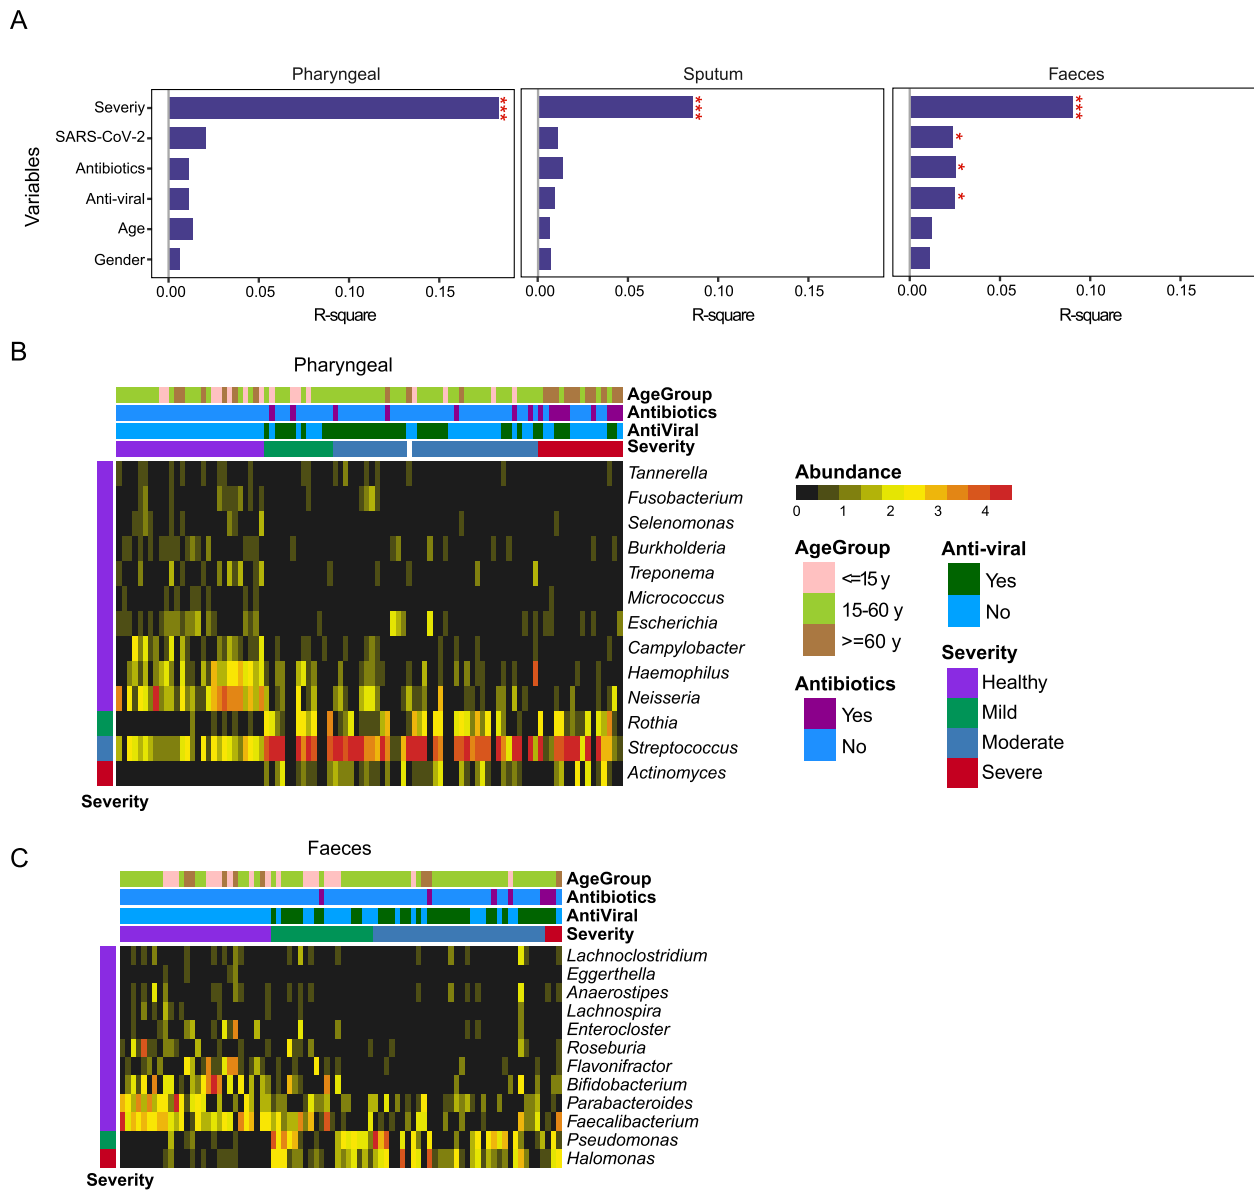 A
Pharyngeal
Sputum
Faeces
Variables
Severiy
SARS-CoV-2
Antibiotics
Anti-viral
Age
Gender
***
***
***
*
*
*
0.00 0.05 0.10 0.15
0.00 0.05 0.10 0.15
0.00 0.05 0.10 0.15
R-square
R-square
R-square
B
Pharyngeal
AgeGroup
Antibiotics
AntiViral
Severity
Tannerella
Fusobacterium
Selenomonas
Burkholderia
Treponema
Micrococcus
Escherichia
Campylobacter
Haemophilus
Neisseria
Rothia
Streptococcus
Actinomyces
Severity
Abundance
0 1 2 3 4
AgeGroup
<=15 y
15-60 y
>=60 y
Antibiotics
Yes
No
Anti-viral
Yes
No
Severity
Healthy
Mild
Moderate
Severe
C
Faeces
AgeGroup
Antibiotics
AntiViral
Severity
Lachnoclostridium
Eggerthella
Anaerostipes
Lachnospira
Enterocloster
Roseburia
Flavonifractor
Bifidobacterium
Parabacteroides
Faecalibacterium
Pseudomonas
Halomonas
Severity